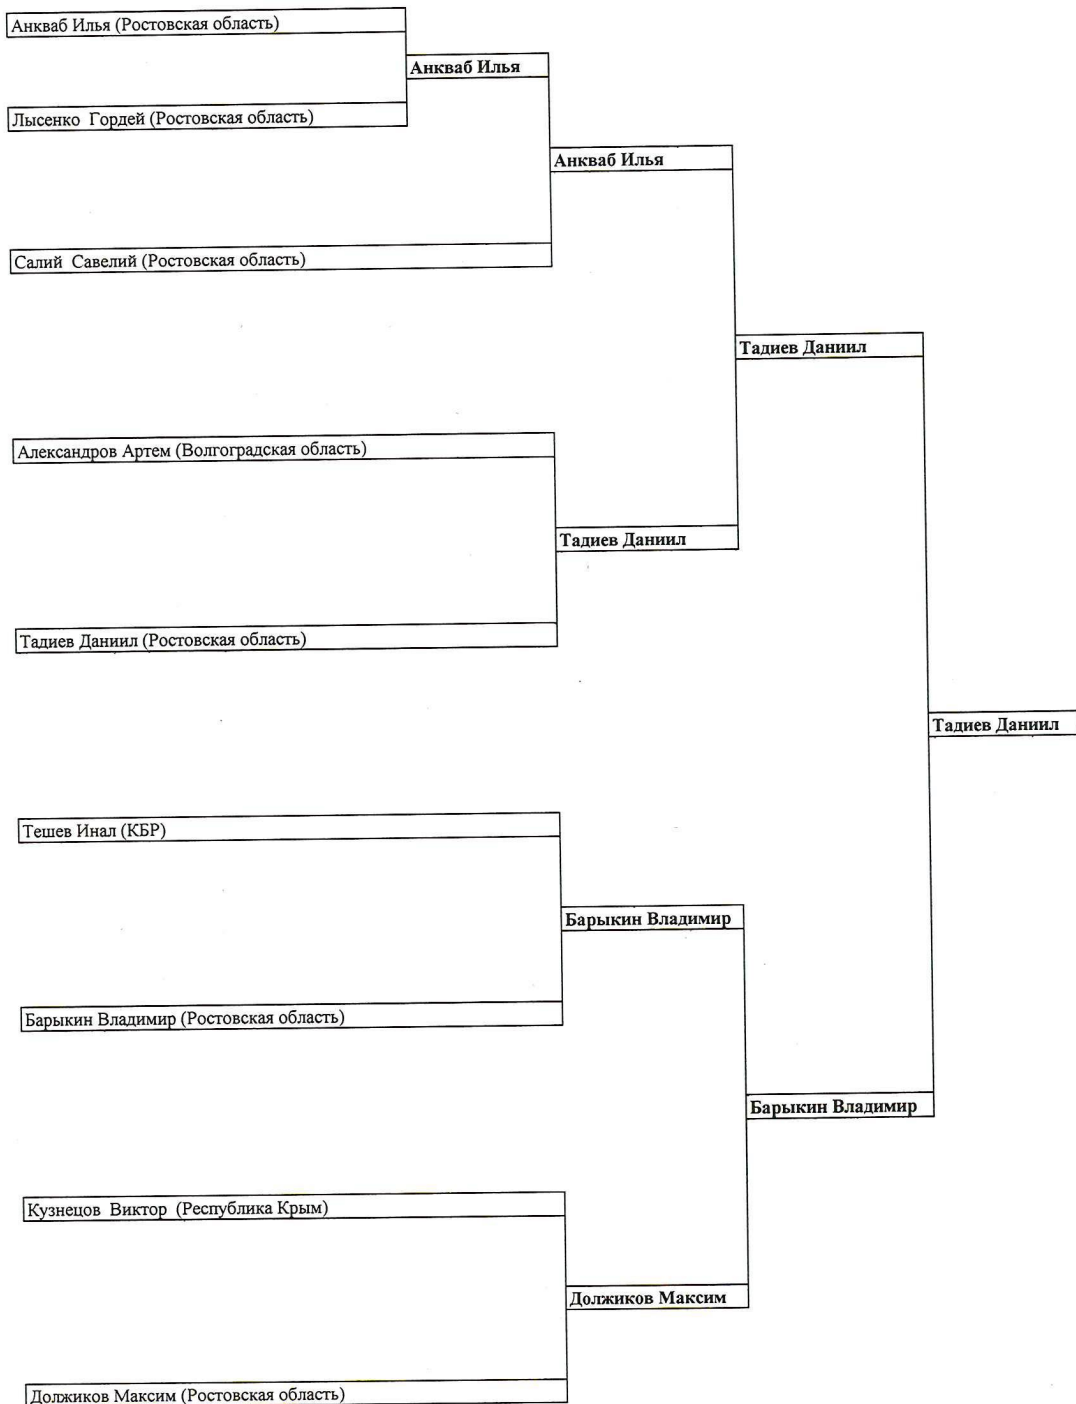 Анкваб Илья (Ростовская область)
Анкваб Илья
Лысенко Гордей (Ростовская область)
Анкваб Илья
Салий Савелий (Ростовская область)
Тадиев Даниил
Александров Артем (Волгоградская область)
Тадиев Даниил
Тадиев Даниил (Ростовская область)
Тадиев Даниил
Тешев Инал (КБР)
Барыкин Владимир
Барыкин Владимир (Ростовская область)
Барыкин Владимир
Кузнецов Виктор (Республика Крым)
Должиков Максим
Должиков Максим (Ростовская область)